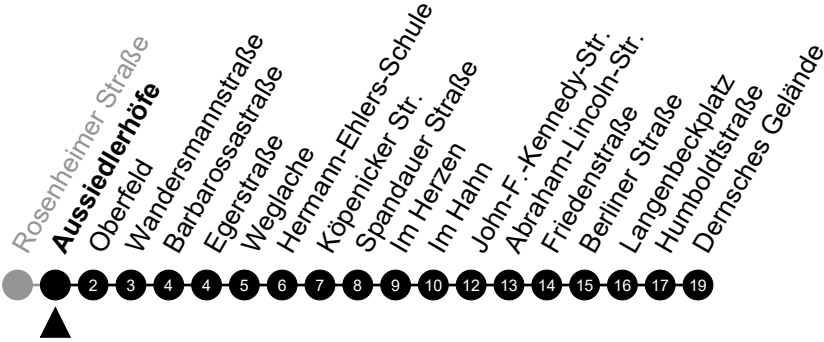 Rosenheimer Straße
Aussiedlerhöfe
Oberfeld
Wandersmannstraße
Barbarossastraße
Egerstraße
Weglache
Hermann-Ehlers-Schule
Köpenicker Str.
Spandauer Straße
Im Herzen
Im Hahn
John-F.-Kennedy-Str.
Abraham-Lincoln-Str.
Friedenstraße
Berliner Straße
Langenbeckplatz
Humboldtstraße
Dernsches Gelände
2 3 4 4 5 6 7 8 9 10 12 13 14 15 16 17 19